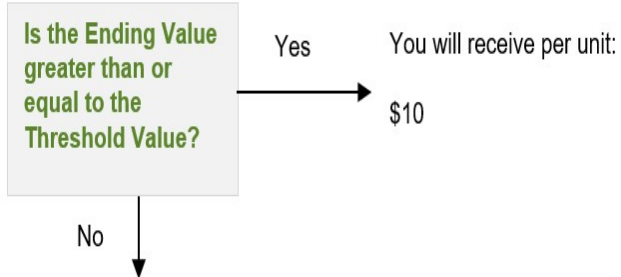 Is the Ending Value
greater than or
equal to the
Threshold Value?
Yes
You will receive per unit:
$10
No